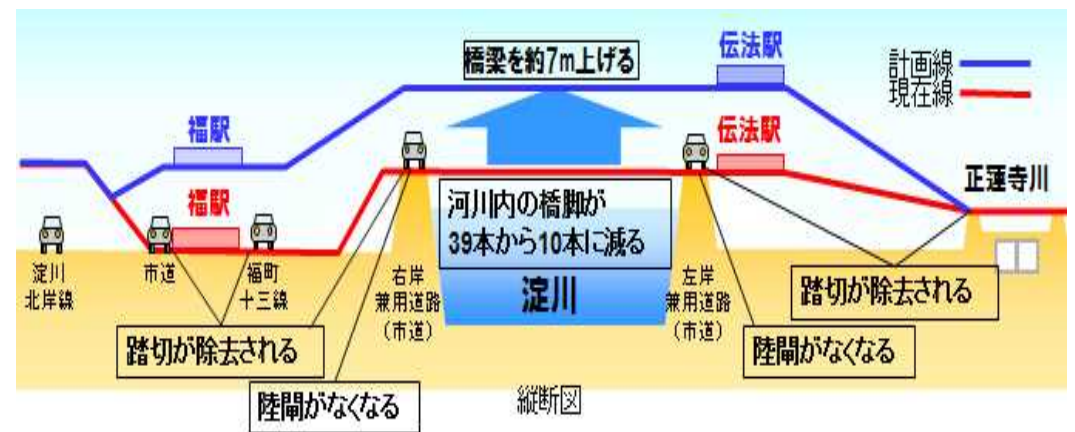 橋梁を約7m上げる
伝法駅
計画線
現在線
福駅
伝法駅
福駅
正蓮寺川
河川内の橋脚が
39本から10本に減る
淀川
北岸線
市道
福町
十三線
右岸
兼用道路
(市道)
淀川
左岸
兼用道路
(市道)
踏切が除去される
踏切が除去される
陸閘がなくなる
陸閘がなくなる
縦断図